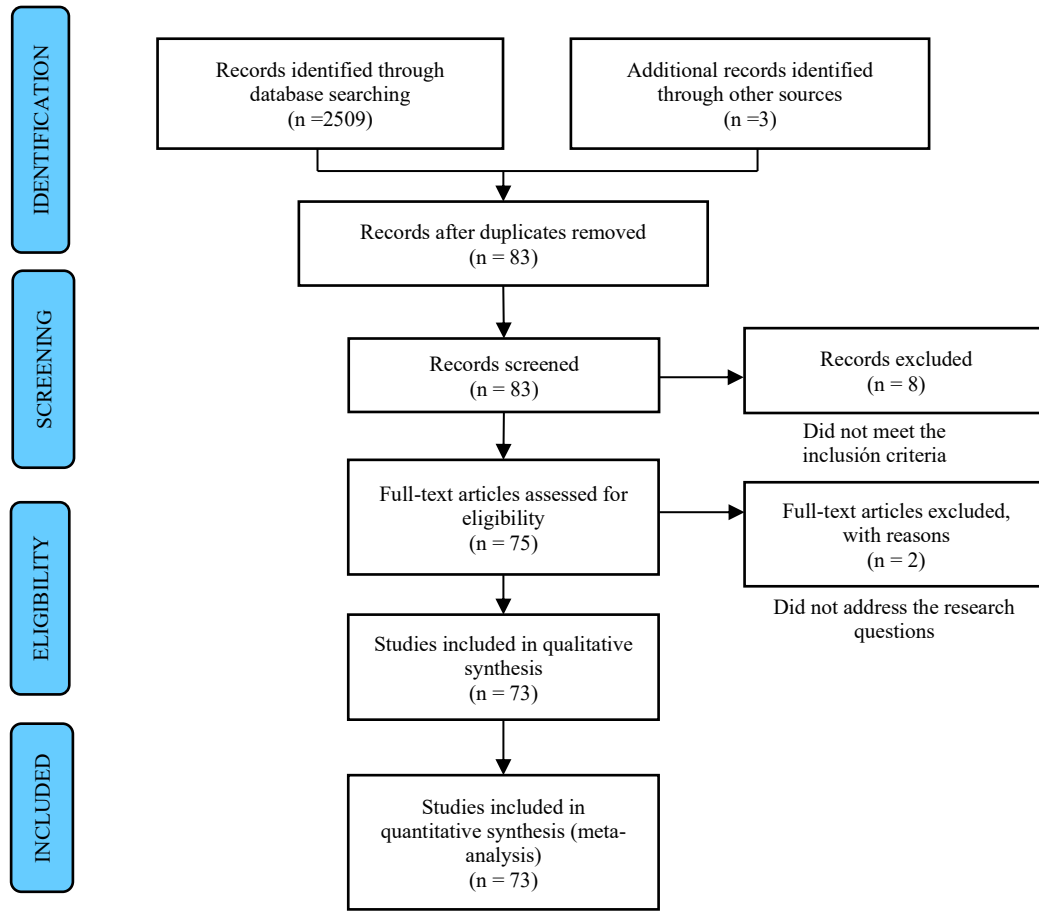 IDENTIFICATION
Records identified through
database searching
(n =2509)
Additional records identified
through other sources
(n =3)
Records after duplicates removed
(n = 83)
SCREENING
Records screened
(n = 83)
Records excluded
(n = 8)
Did not meet the
inclusión criteria
ELIGIBILITY
Full-text articles assessed for
eligibility
(n = 75)
Full-text articles excluded,
with reasons
(n = 2)
Did not address the research
questions
Studies included in qualitative
synthesis
(n = 73)
INCLUDED
Studies included in
quantitative synthesis (meta-
analysis)
(n = 73)